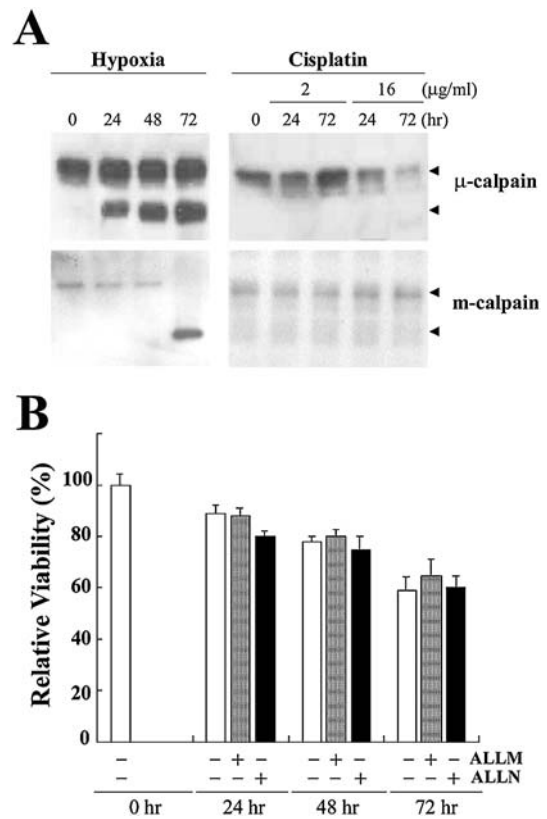 A
Hypoxia Cisplatin
2 16 (μg/ml)
0 24 48 72 0 24 72 24 72 (hr)
μ-calpain
m-calpain
B
Relative Viability (%)
100
80
60
40
20
0
− − + − − + − − + − ALLM
− − − + − − + − − + ALLN
0 hr 24 hr 48 hr 72 hr